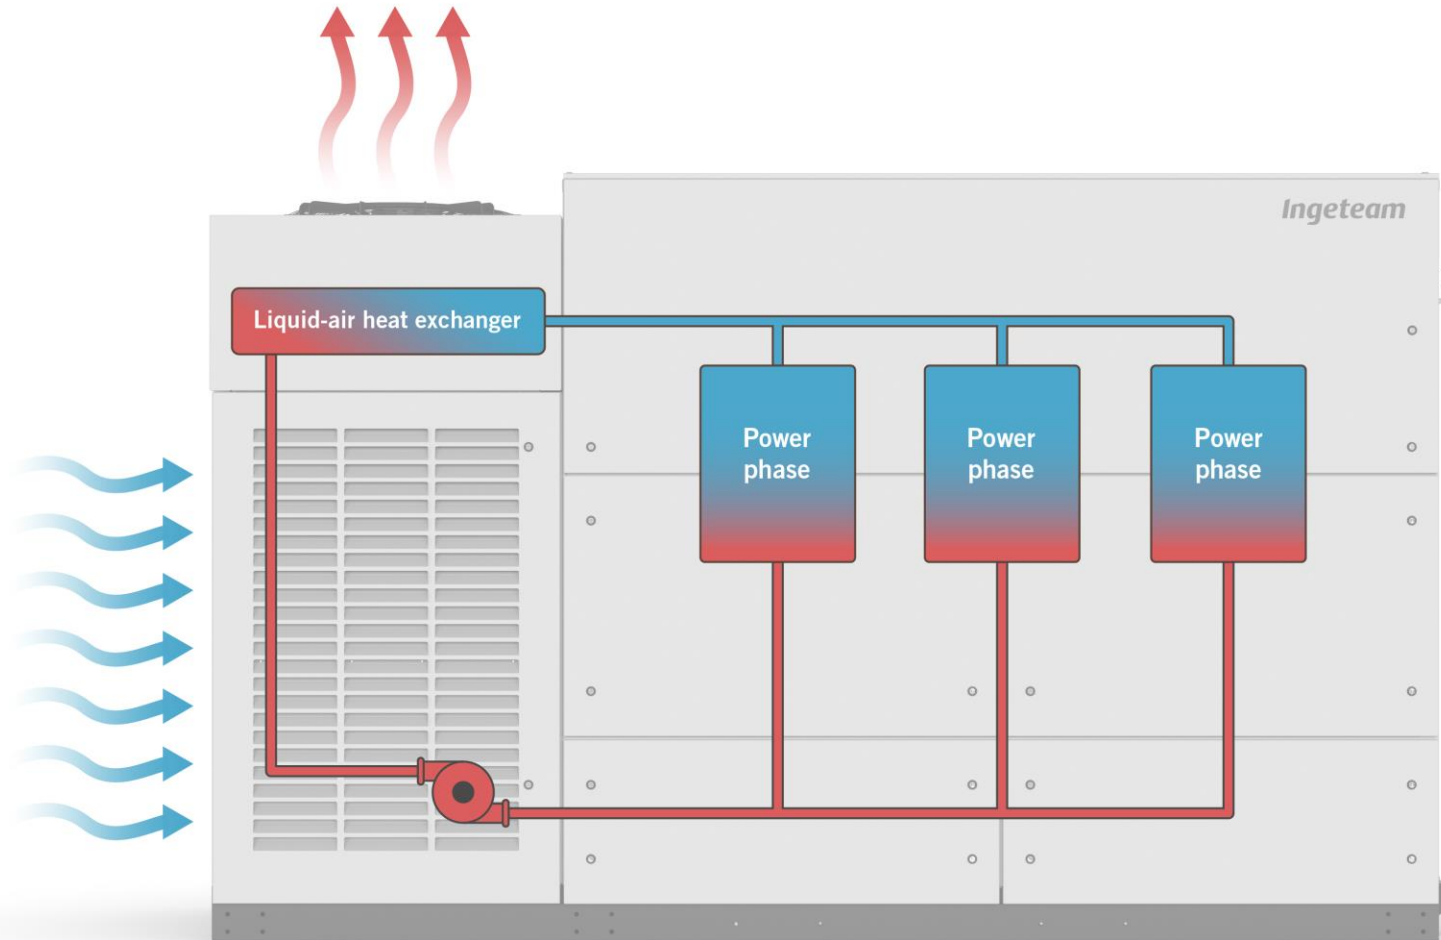 Ingeteam
Liquid-air heat exchanger
Power
phase
Power
phase
Power
phase